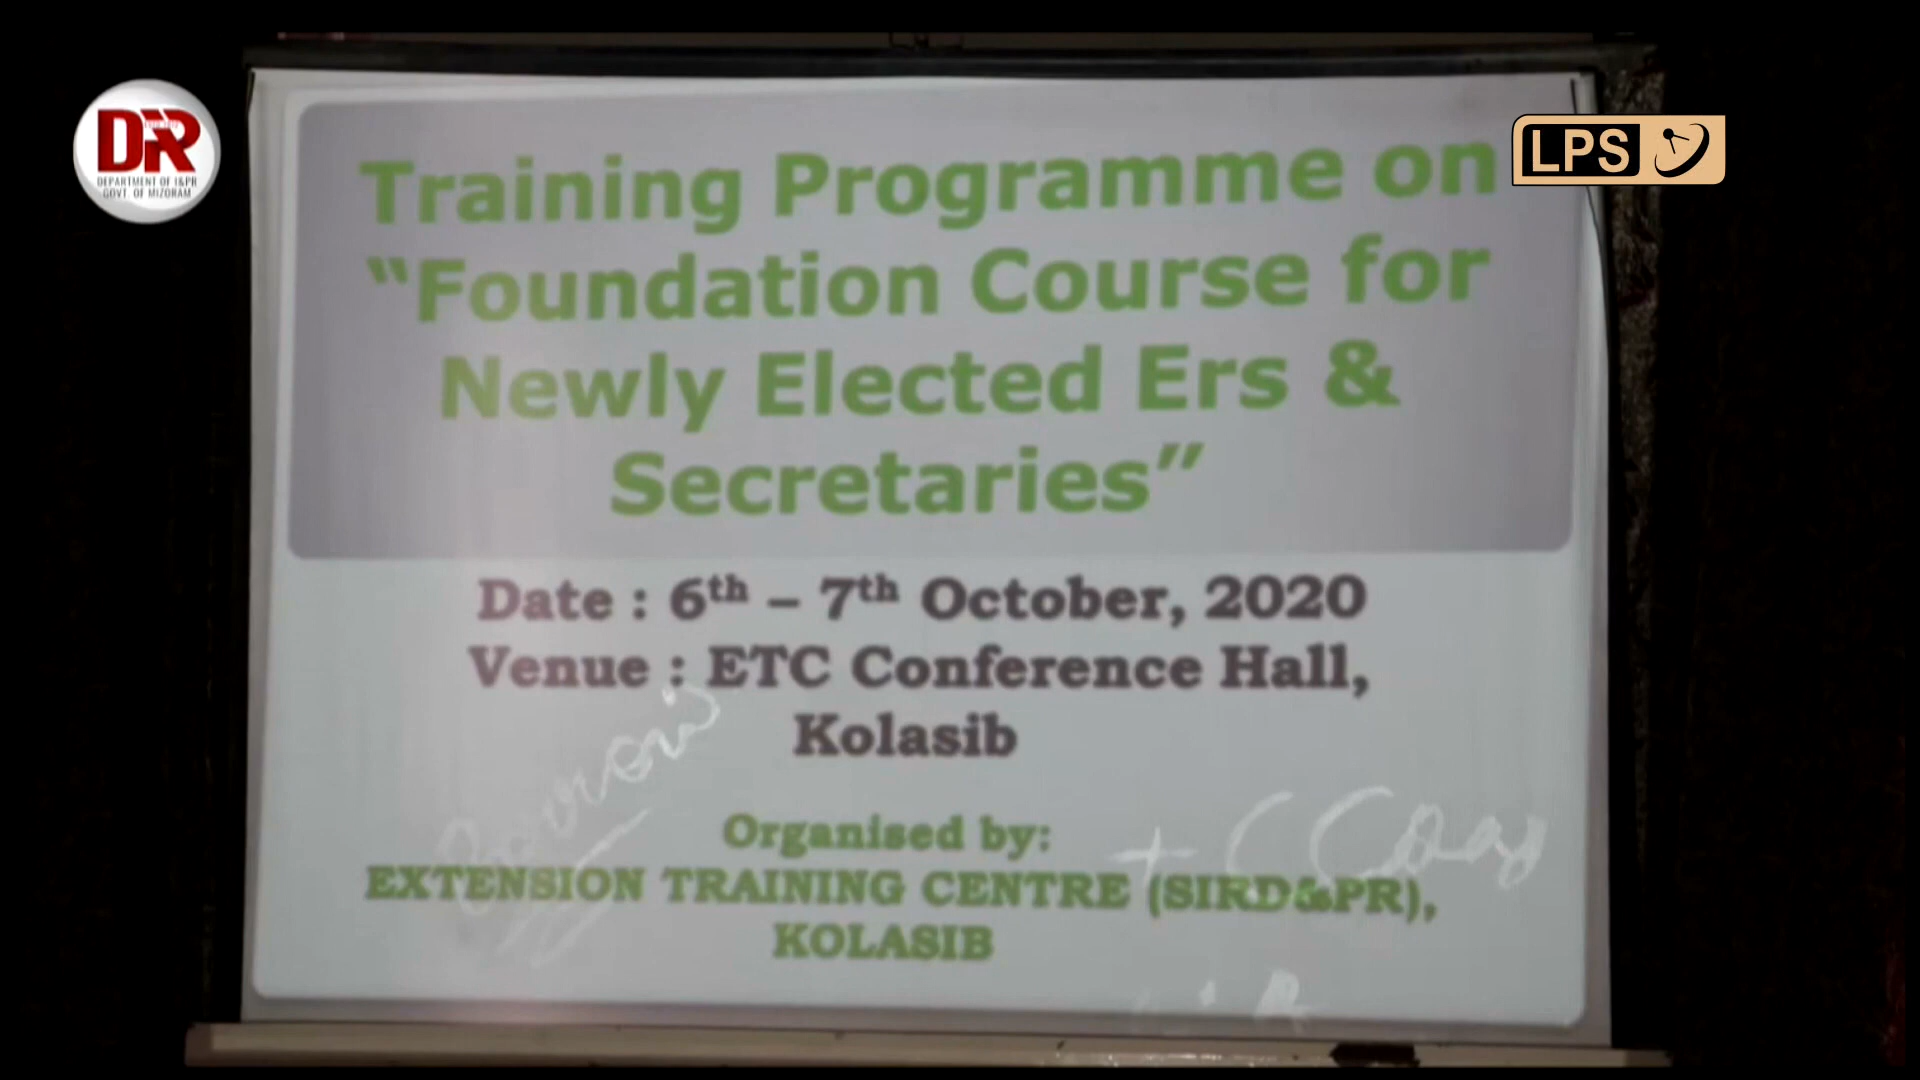 DIPR
DEPARTMENT OF I&PR
GOVT. OF MIZORAM
LPS
Training Programme on
“Foundation Course for
Newly Elected Ers &
Secretaries”
Date : 6th – 7th October, 2020
Venue : ETC Conference Hall,
Kolasib
Organised by:
EXTENSION TRAINING CENTRE (SIRD&PR),
KOLASIB